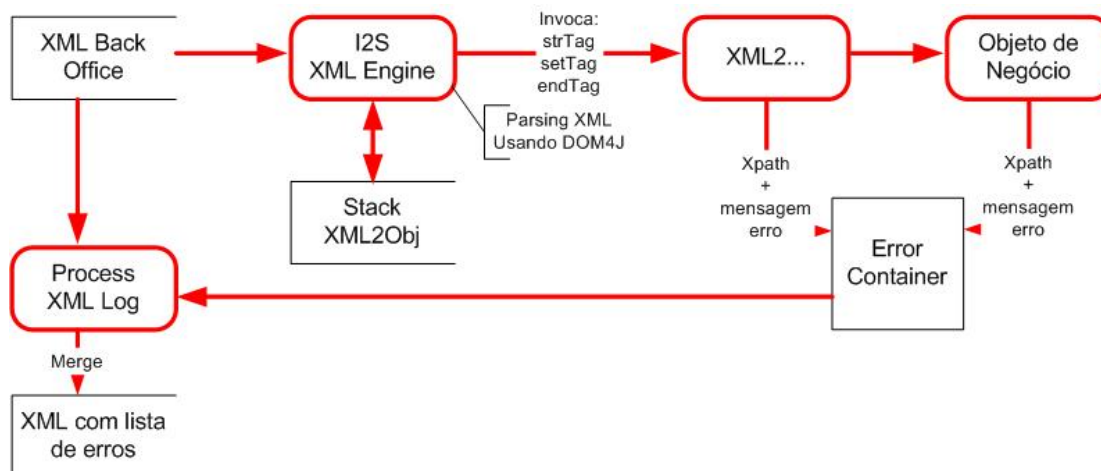 XML Back
Office
I2S
XML Engine
Invoca:
strTag
setTag
endTag
XML2...
Objeto de
Negócio
Parsing XML
Usando DOM4J
Stack
XML2Obj
Xpath
+
mensagem
erro
Xpath
+
mensagem
erro
Error
Container
Process
XML Log
Merge
XML com lista
de erros